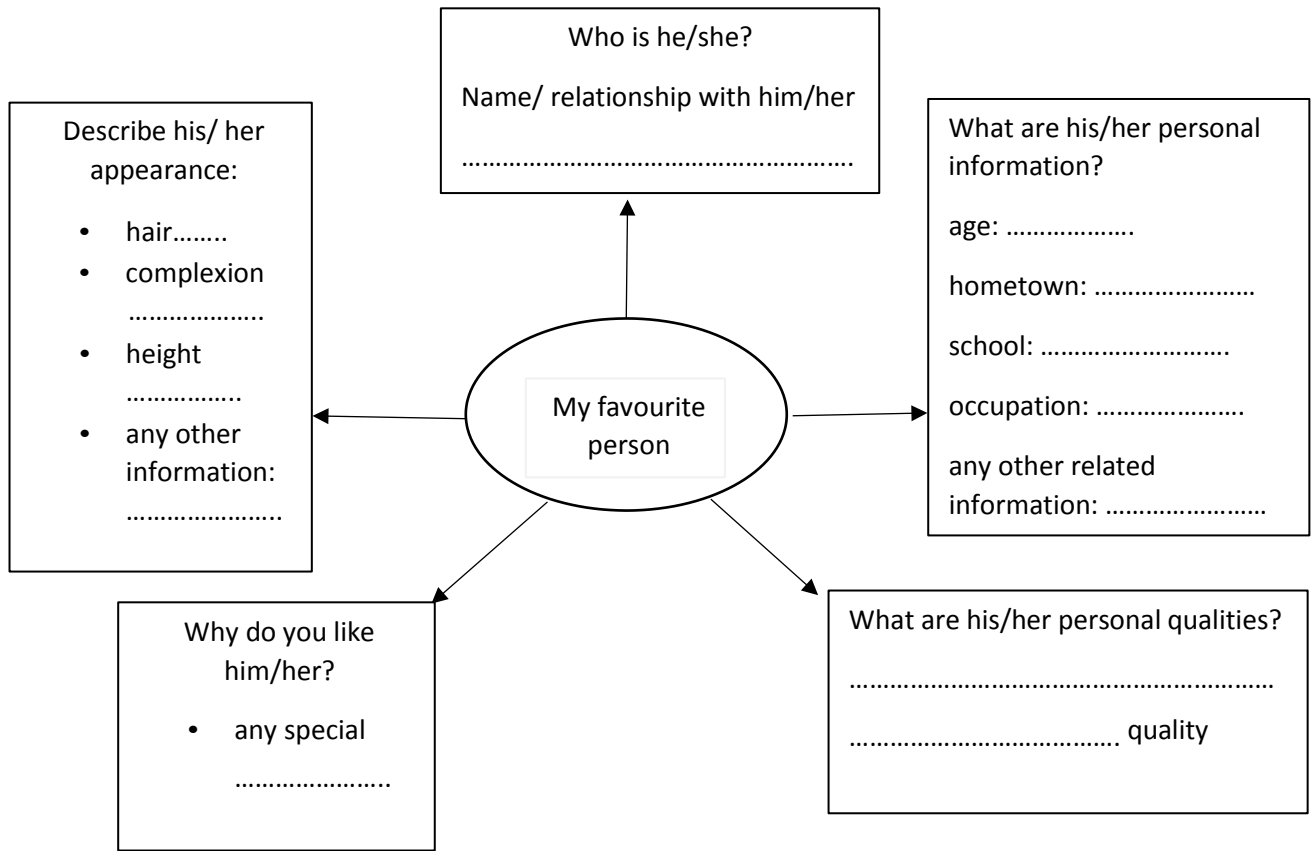 Who is he/she?
Name/ relationship with him/her
……………………………………………….
Describe his/ her
appearance:
• hair……..
• complexion
………………..
• height
……………..
• any other
information:
…………………..
What are his/her personal
information?
age: ……………….
hometown: ……………………
school: ……………………….
occupation: ………………….
any other related
information: ……………………
My favourite
person
Why do you like
him/her?
• any special
…………………..
What are his/her personal qualities?
………………………………………………………
…………………………………. quality